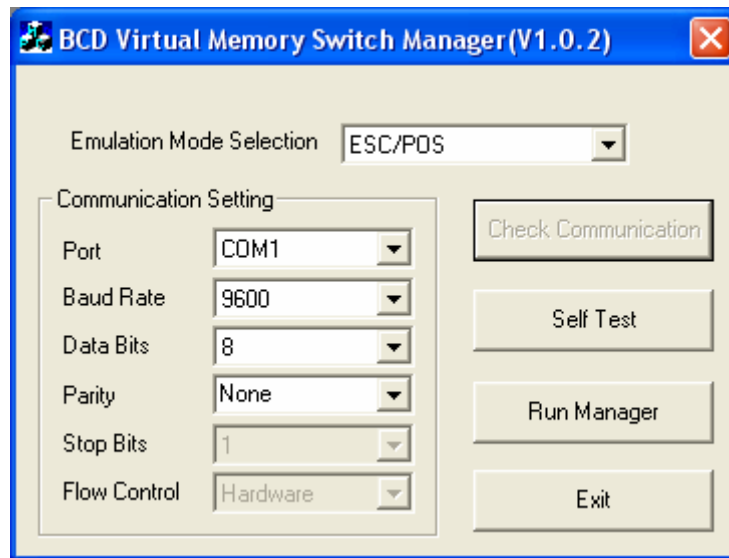 BCD Virtual Memory Switch Manager(V1.0.2)
Emulation Mode Selection ESC/POS
Communication Setting
Port COM1
Baud Rate 9600
Data Bits 8
Parity None
Stop Bits 1
Flow Control Hardware
Check Communication
Self Test
Run Manager
Exit